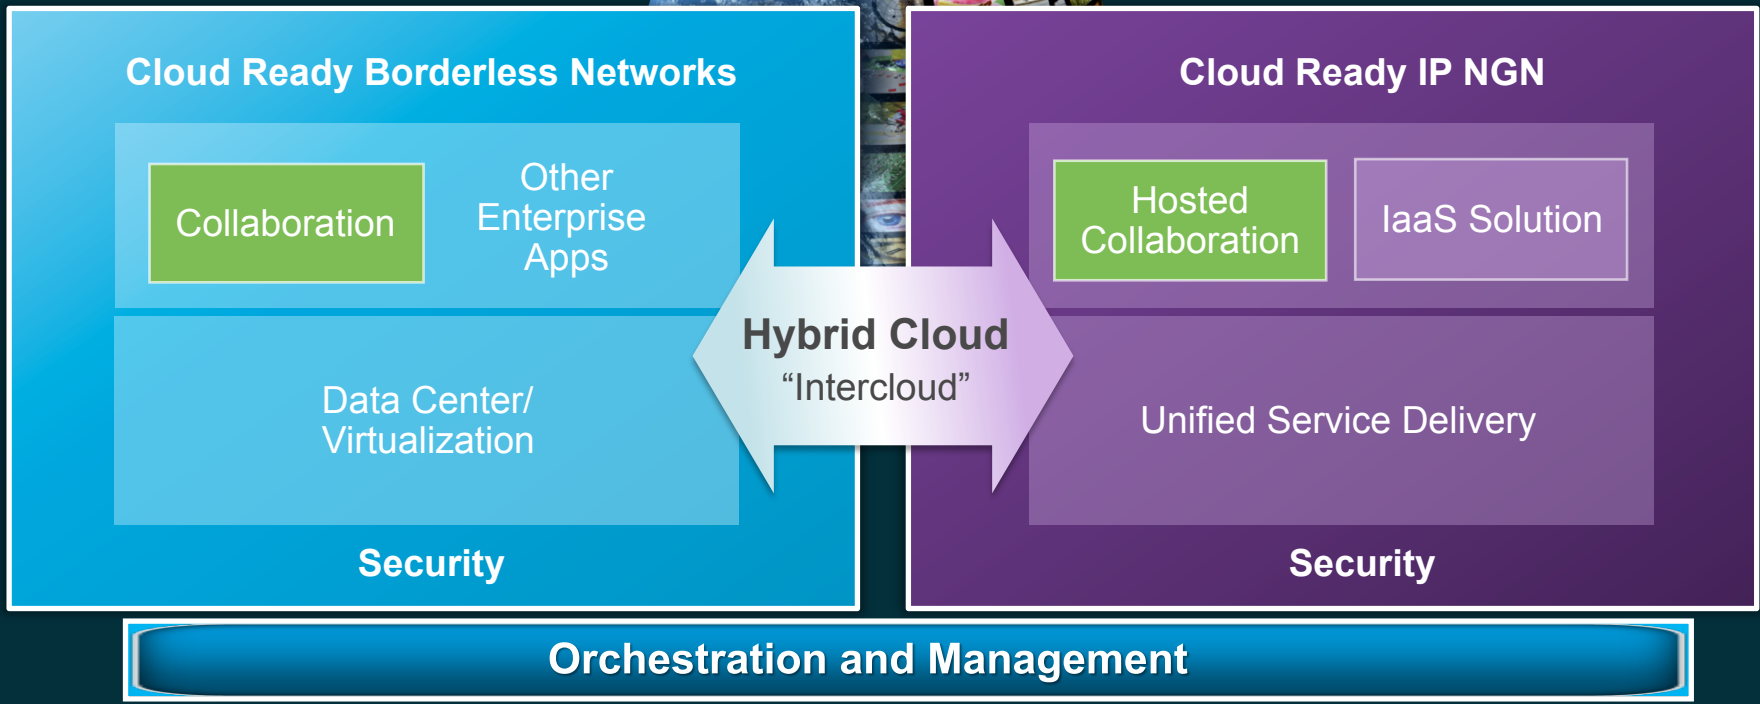 Cloud Ready Borderless Networks
Collaboration
Other
Enterprise
Apps
Data Center/
Virtualization
Security
Hybrid Cloud
“Intercloud”
Cloud Ready IP NGN
Hosted
Collaboration
IaaS Solution
Unified Service Delivery
Security
Orchestration and Management